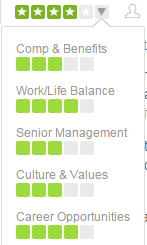 Comp & Benefits
Work/Life Balance
Senior Management
Culture & Values
Career Opportunities